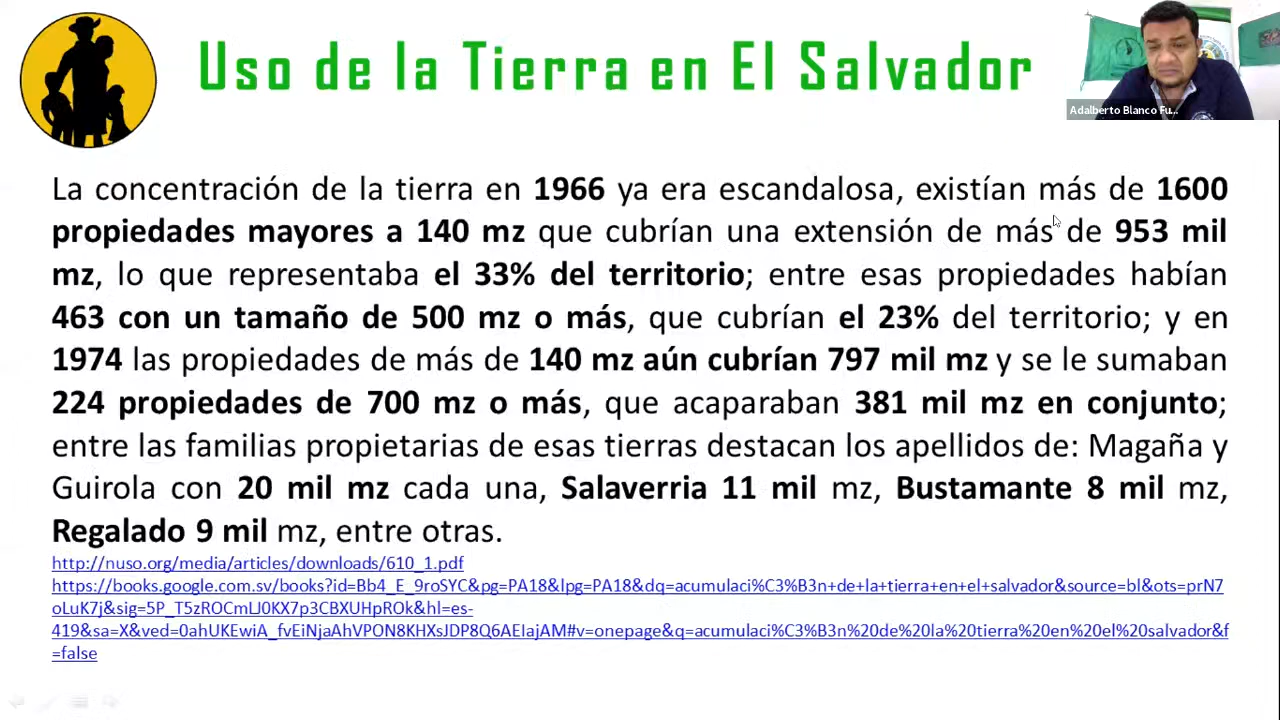 Uso de la Tierra en El Salvador
Adalberto Blanco Fu...
La concentración de la tierra en 1966 ya era escandalosa, existían más de 1600
propiedades mayores a 140 mz que cubrían una extensión de más de 953 mil
mz, lo que representaba el 33% del territorio; entre esas propiedades habían
463 con un tamaño de 500 mz o más, que cubrían el 23% del territorio; y en
1974 las propiedades de más de 140 mz aún cubrían 797 mil mz y se le sumaban
224 propiedades de 700 mz o más, que acaparaban 381 mil mz en conjunto;
entre las familias propietarias de esas tierras destacan los apellidos de: Magaña y
Guirola con 20 mil mz cada una, Salaverria 11 mil mz, Bustamante 8 mil mz,
Regalado 9 mil mz, entre otras.
http://nuso.org/media/articles/downloads/610_1.pdf
https://books.google.com.sv/books?id=Bb4_E_9roSYC&pg=PA18&lpg=PA18&dq=acumulaci%C3%B3n+de+la+tierra+en+el+salvador&source=bl&ots=prN7
oLuK7j&sig=5P_T5zROCmLJ0KX7p3CBXUHpROk&hl=es-
419&sa=X&ved=0ahUKEwiA_fvEiNjaAhVPON8KHXsJDP8Q6AEIajAM#v=onepage&q=acumulaci%C3%B3n%20de%20la%20tierra%20en%20el%20salvador&f
=false